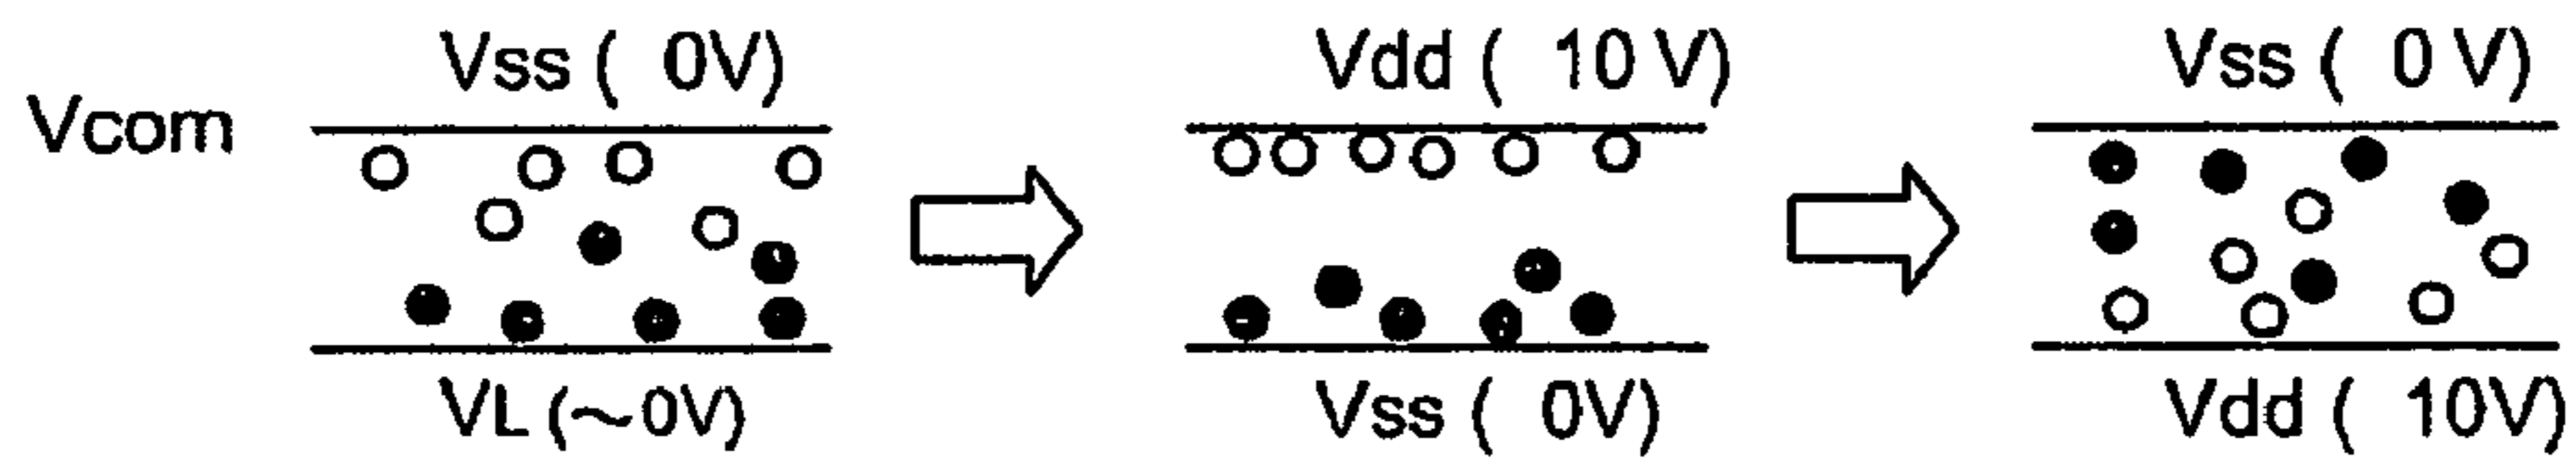 Vcom
Vss ( 0V)
VL (~0V)
Vdd ( 10 V)
Vss ( 0V)
Vss ( 0 V)
Vdd ( 10V)